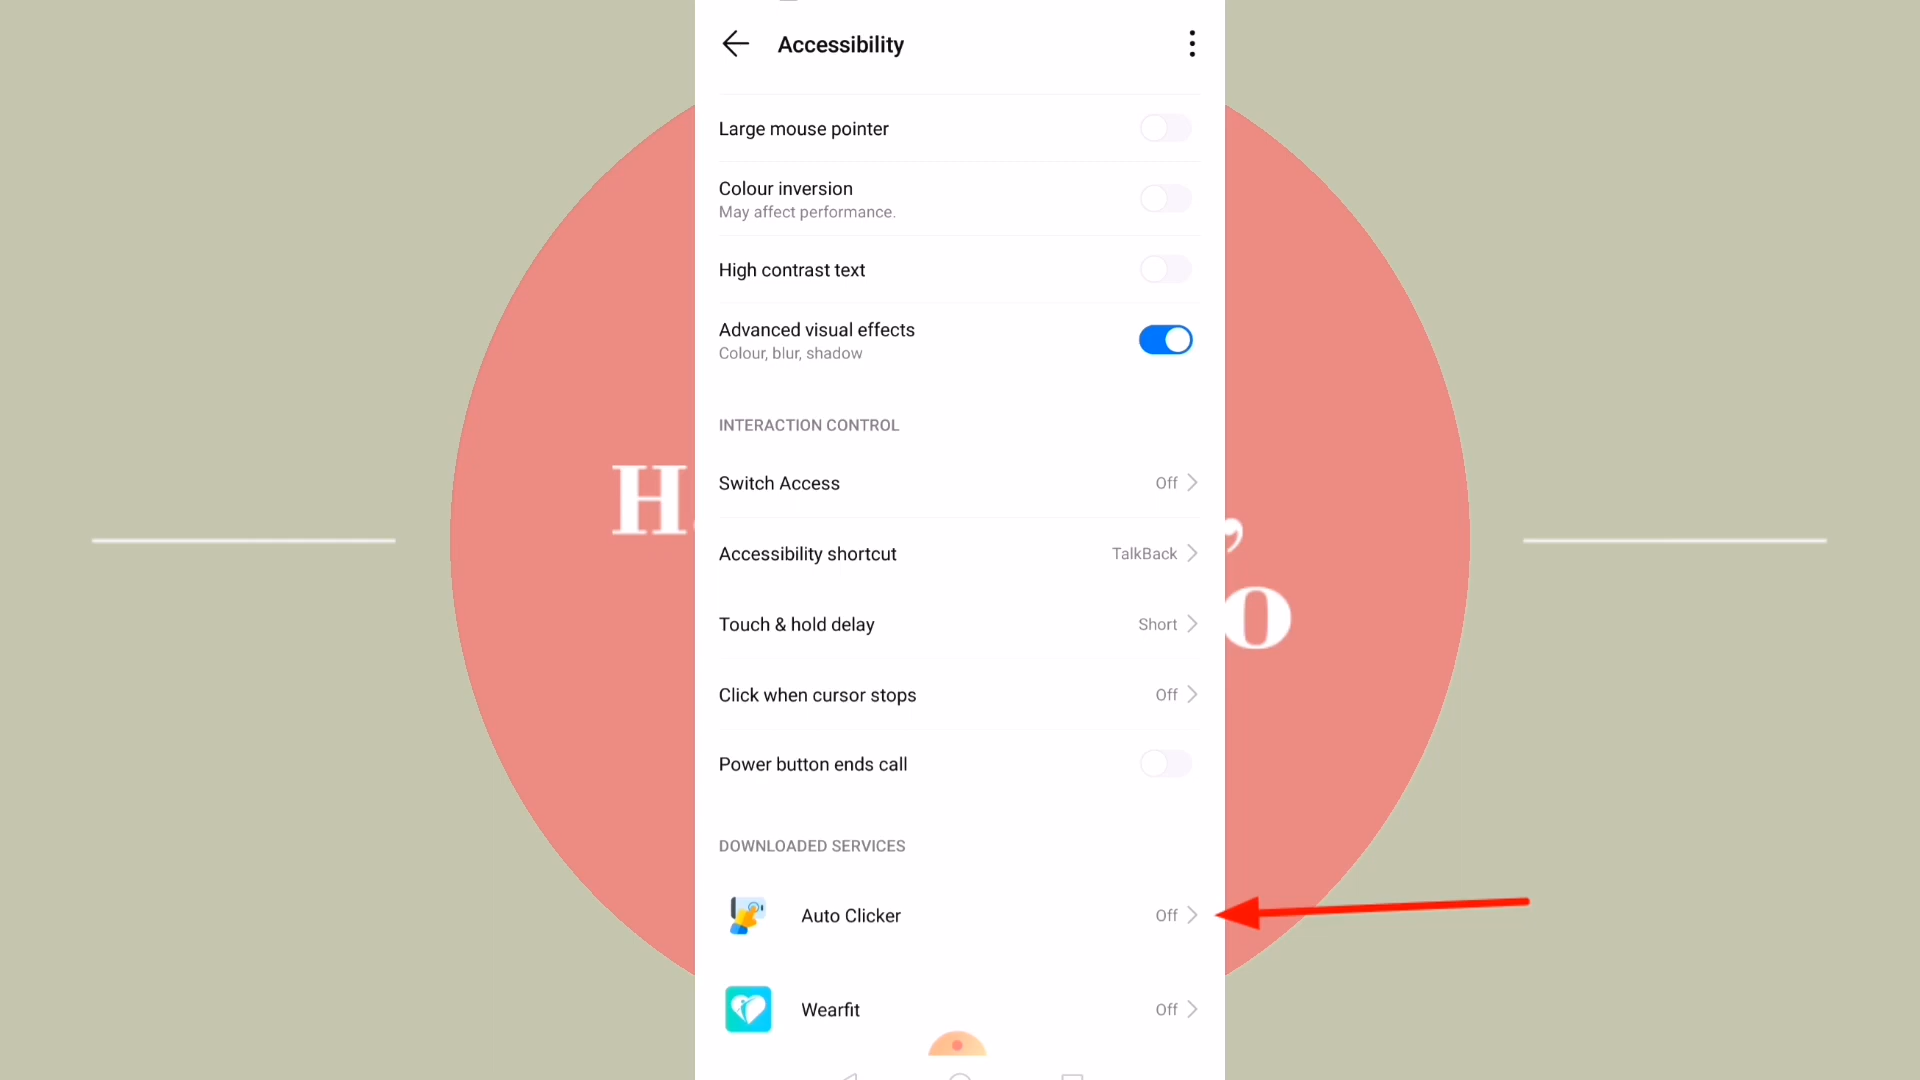 Accessibility
Large mouse pointer
Colour inversion
May affect performance.
High contrast text
Advanced visual effects
Colour, blur, shadow
INTERACTION CONTROL
Switch Access Off
Accessibility shortcut TalkBack
Touch & hold delay Short
Click when cursor stops Off
Power button ends call
DOWNLOADED SERVICES
Auto Clicker Off
Wearfit Off